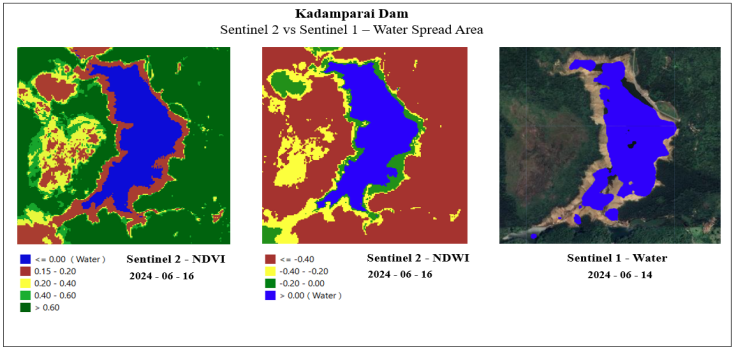 Kadamparai Dam
Sentinel 2 vs Sentinel 1 – Water Spread Area
<= 0.00 (Water)
0.15 - 0.20
0.20 - 0.40
0.40 - 0.60
> 0.60
Sentinel 2 - NDVI
2024 - 06 - 16
<= -0.40
-0.40 - -0.20
-0.20 - 0.00
> 0.00 (Water)
Sentinel 2 - NDWI
2024 - 06 - 16
Sentinel 1 - Water
2024 - 06 - 14